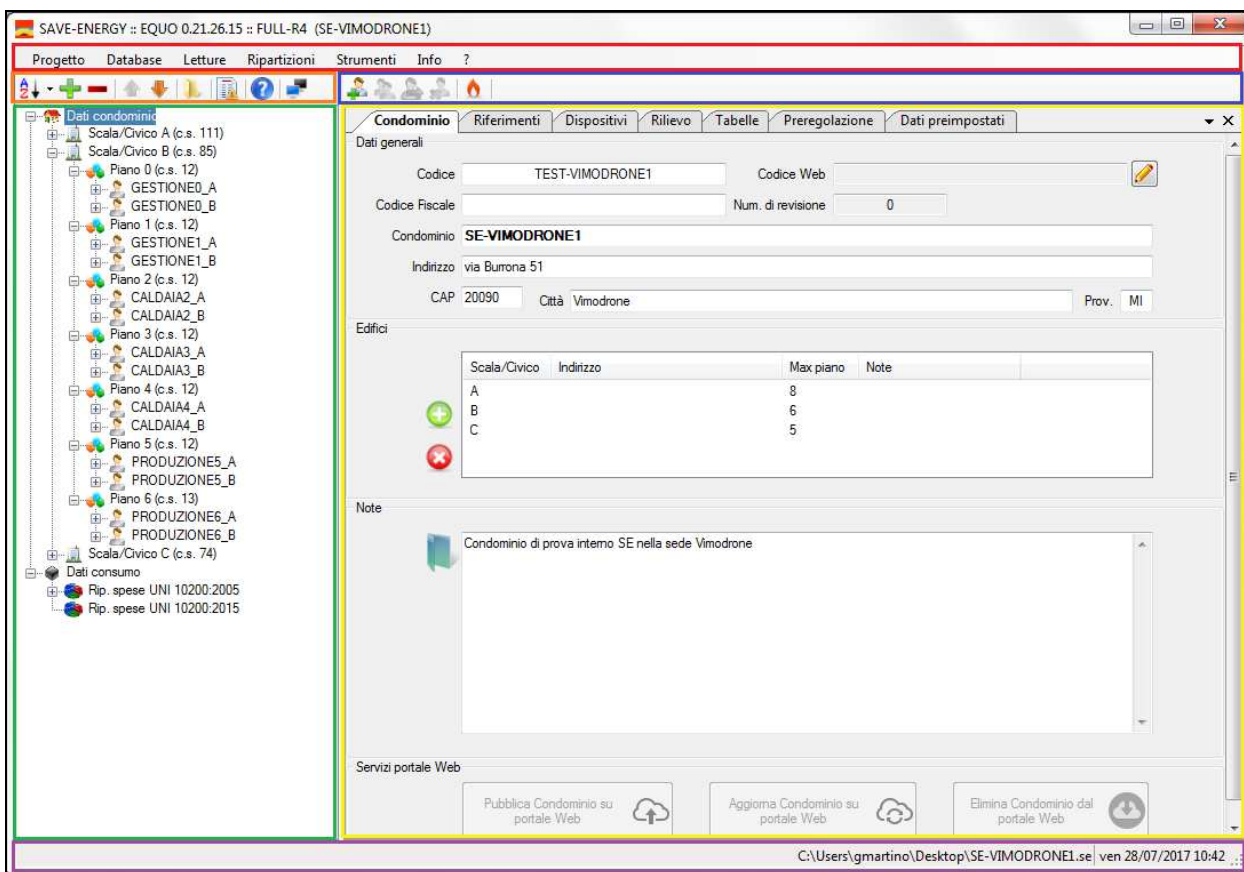 SAVE-ENERGY :: EQUO 0.21.26.15 :: FULL-R4 (SE-VIMODRONE1)
Progetto Database Letture Ripartizioni Strumenti Info ?
Dati condominio
Scala/Civico A (c.s. 111)
Scala/Civico B (c.s. 85)
Piano 0 (c.s. 12)
GESTIONE0_A
GESTIONE0_B
Piano 1 (c.s. 12)
GESTIONE1_A
GESTIONE1_B
Piano 2 (c.s. 12)
CALDAIA2_A
CALDAIA2_B
Piano 3 (c.s. 12)
CALDAIA3_A
CALDAIA3_B
Piano 4 (c.s. 12)
CALDAIA4_A
CALDAIA4_B
Piano 5 (c.s. 12)
PRODUZIONE5_A
PRODUZIONE5_B
Piano 6 (c.s. 13)
PRODUZIONE6_A
PRODUZIONE6_B
Scala/Civico C (c.s. 74)
Dati consumo
Rip. spese UNI 10200:2005
Rip. spese UNI 10200:2015
Condominio Riferimenti Dispositivi Rilievo Tabelle Preregolazione Dati preimpostati
Dati generali
Codice TEST-VIMODRONE1 Codice Web
Codice Fiscale Num. di revisione 0
Condominio SE-VIMODRONE1
Indirizzo via Burrona 51
CAP 20090 Città Vimodrone Prov. MI
Edifici
Scala/Civico Indirizzo Max piano Note
A 8
B 6
C 5
Note
Condominio di prova interno SE nella sede Vimodrone
Servizi portale Web
Pubblica Condominio su portale Web
Aggiorna Condominio su portale Web
Elimina Condominio dal portale Web
C:\Users\gmartino\Desktop\SE-VIMODRONE1.se ven 28/07/2017 10:42